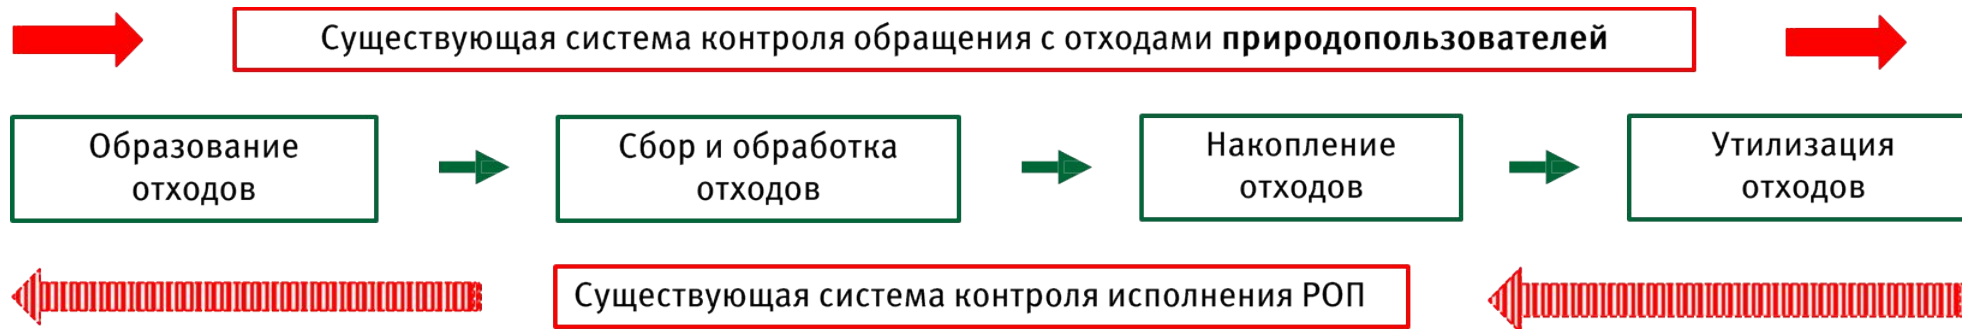 Существующая система контроля обращения с отходами природопользователей
Образование
отходов
Сбор и обработка
отходов
Накопление
отходов
Утилизация
отходов
Существующая система контроля исполнения РОП